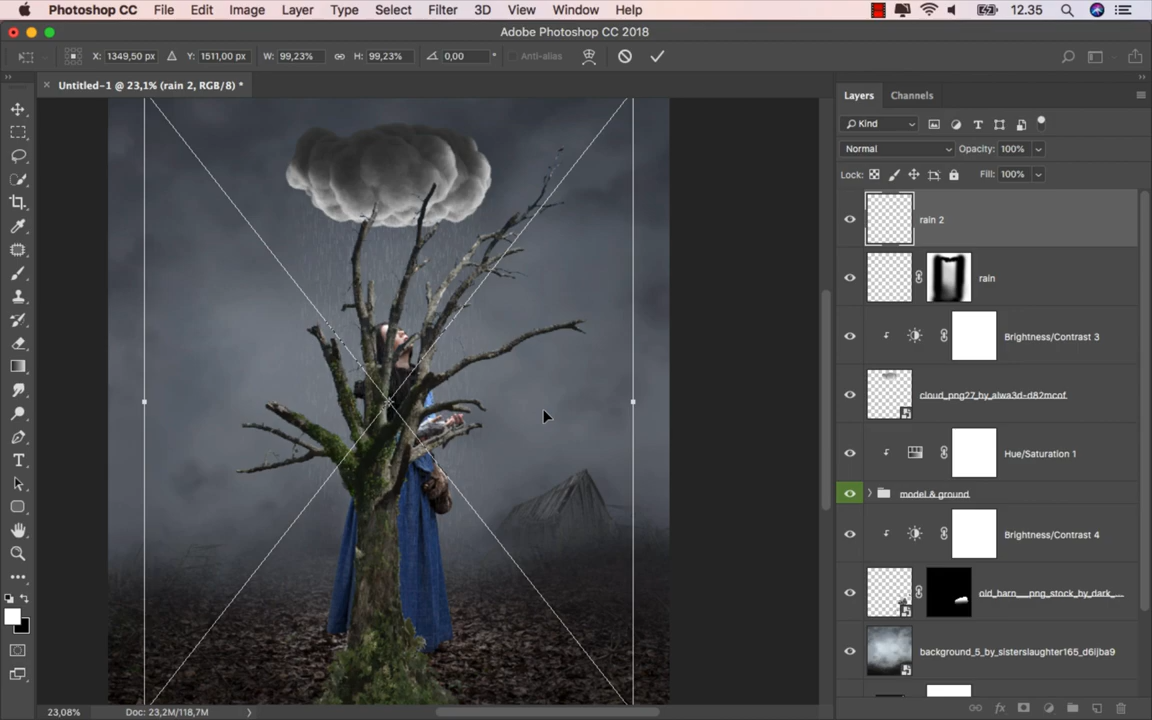 Photoshop CC File Edit Image Layer Type Select Filter 3D View Window Help 12.35
Adobe Photoshop CC 2018
X: 1349,50 px Y: 1511,00 px W: 99,23% H: 99,23% 0,00 Anti-alias
Untitled-1 @ 23,1% (rain 2, RGB/8) *
Layers Channels
Kind
Normal Opacity: 100%
Lock: Fill: 100%
rain 2
rain
Brightness/Contrast 3
cloud_png27_by_alwa3d-d82mcof
Hue/Saturation 1
model & ground
Brightness/Contrast 4
old_barn___png_stock_by_dark_...
background_5_by_sisterslaughter165_d6ljba9
23,08% Doc: 23,2M/118,7M